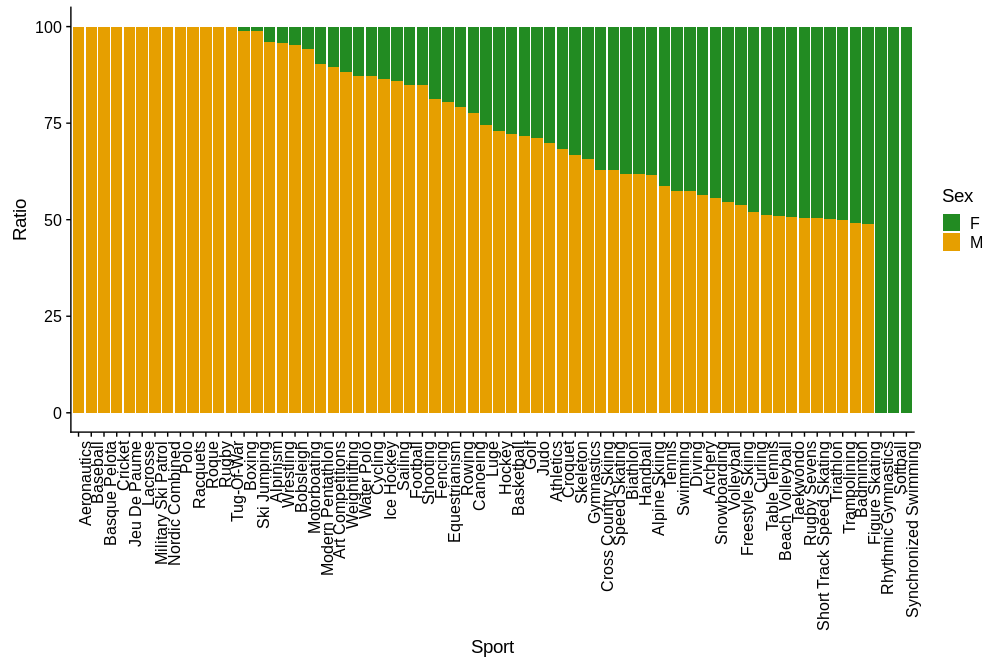 100
75
50
25
0
Ratio
Aeronautics
Baseball
Basque Pelota
Cricket
Jeu De Paume
Lacrosse
Military Ski Patrol
Nordic Combined
Polo
Racquets
Roque
Rugby
Tug-Of-War
Boxing
Ski Jumping
Alpinism
Wrestling
Bobsleigh
Motorboating
Modern Pentathlon
Art Competitions
Weightlifting
Water Polo
Cycling
Ice Hockey
Sailing
Football
Shooting
Fencing
Equestrianism
Rowing
Canoeing
Luge
Hockey
Basketball
Golf
Judo
Athletics
Croquet
Skeleton
Gymnastics
Cross Country Skiing
Speed Skating
Biathlon
Handball
Alpine Skiing
Tennis
Swimming
Diving
Archery
Snowboarding
Volleyball
Freestyle Skiing
Curling
Table Tennis
Beach Volleyball
Taekwondo
Rugby Sevens
Short Track Speed Skating
Triathlon
Trampolining
Badminton
Figure Skating
Rhythmic Gymnastics
Softball
Synchronized Swimming
Sport
Sex
F
M